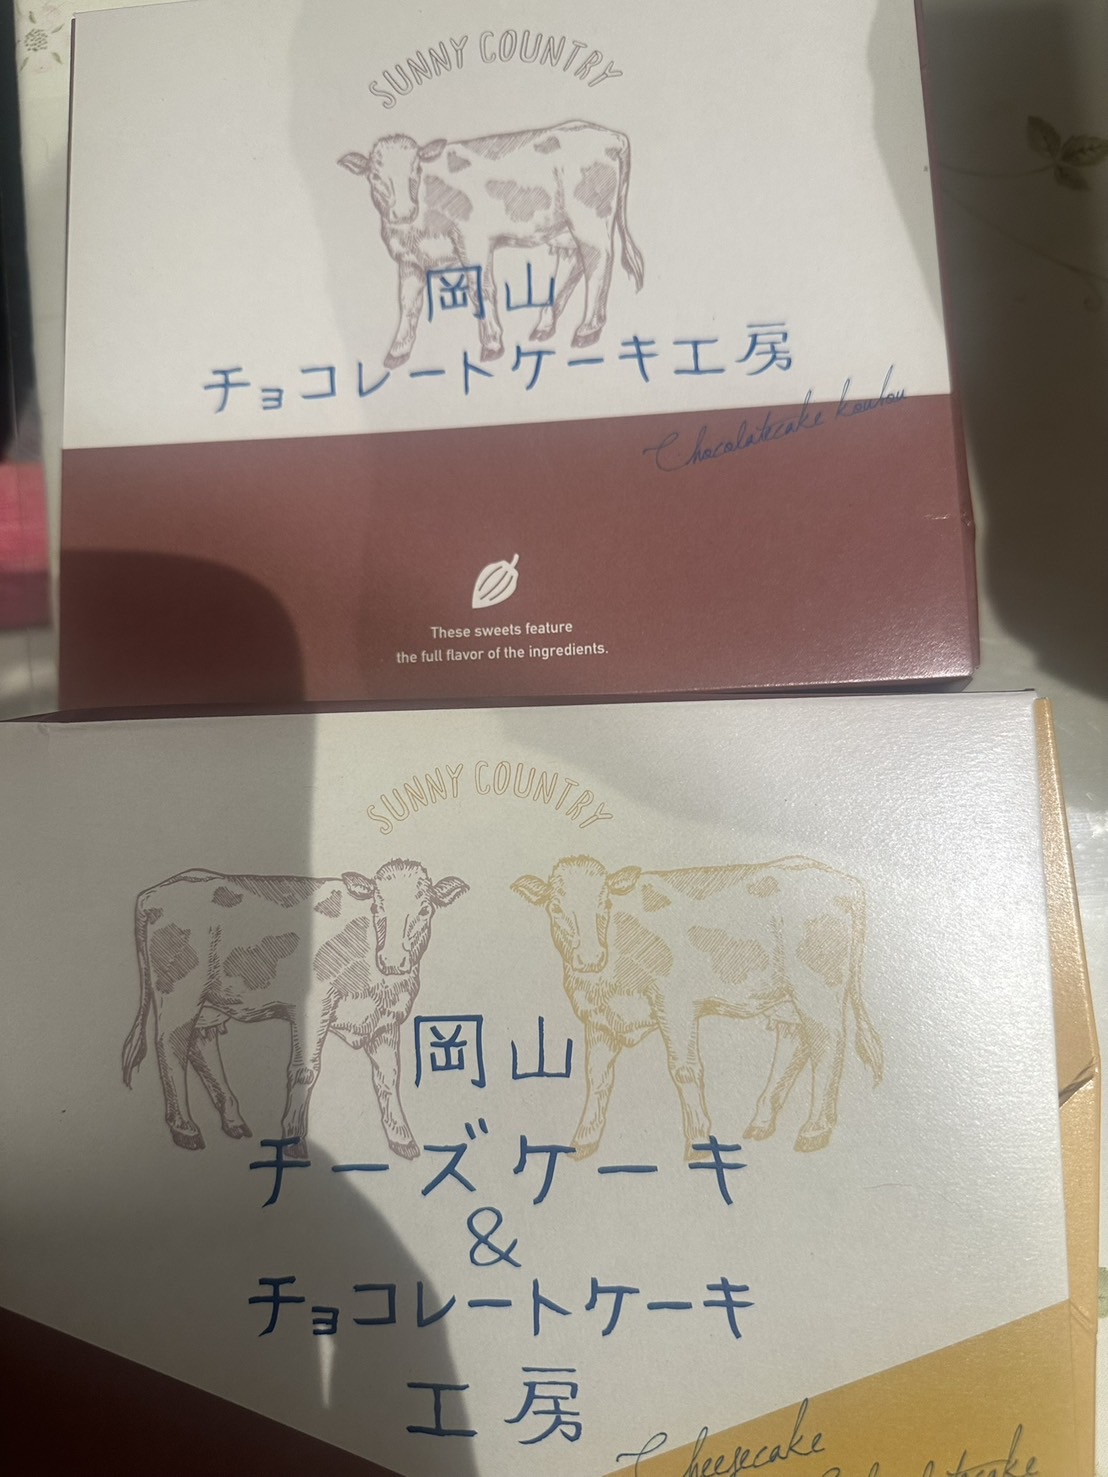 SUNNY COUNTRY
岡山
チョコレートケーキ工房
Chocolatecake koubou
These sweets feature
the full flavor of the ingredients.
SUNNY COUNTRY
岡山
チーズケーキ
&
チョコレートケーキ
工房
Cheesecake